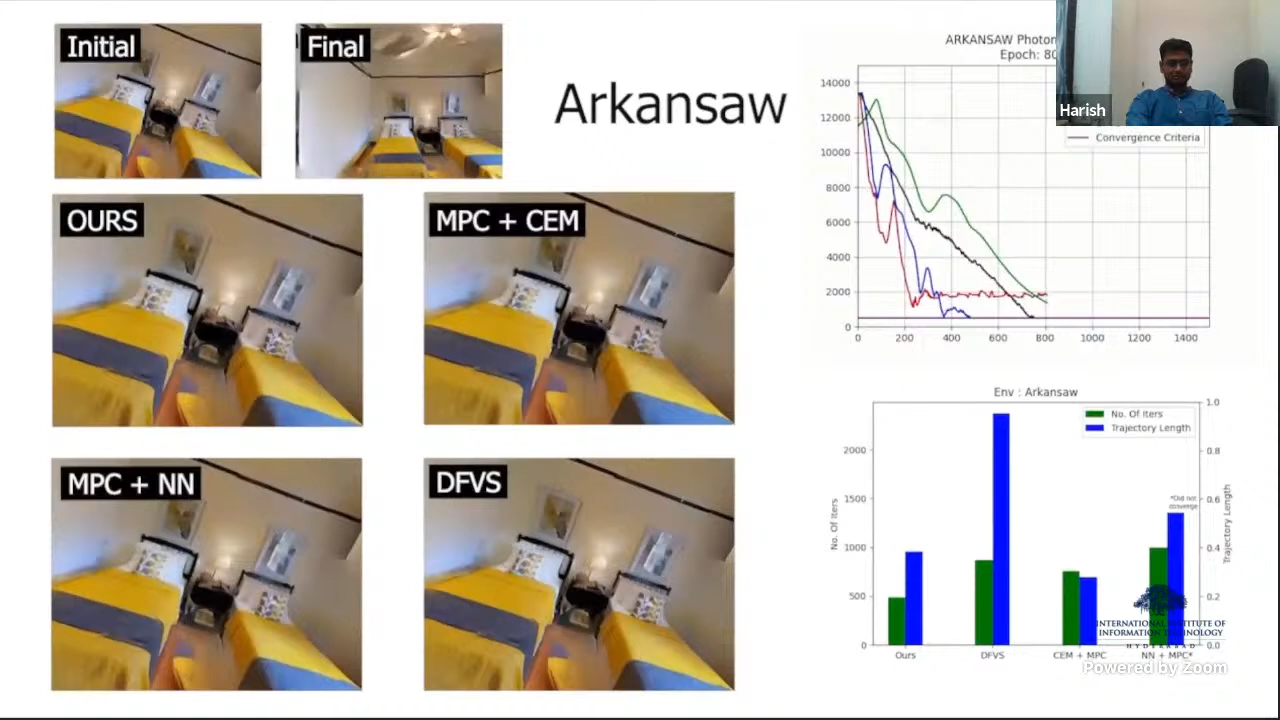 Initial
Final
Arkansaw
OURS
MPC + CEM
MPC + NN
DFVS
ARKANSAW Photon
Epoch: 80
Harish
Convergence Criteria
14000
12000
10000
8000
6000
4000
2000
0
0 200 400 600 800 1000 1200 1400
Env : Arkansaw
No. Of Iters
Trajectory Length
No. Of Iters
2000
1500
1000
500
0
1.0
0.8
0.6
0.4
0.2
0.0
Trajectory Length
*Did not
converge
Ours DFVS CEM + MPC NN + MPC*
INTERNATIONAL INSTITUTE OF
INFORMATION TECHNOLOGY
HYDERABAD
Powered by Zoom